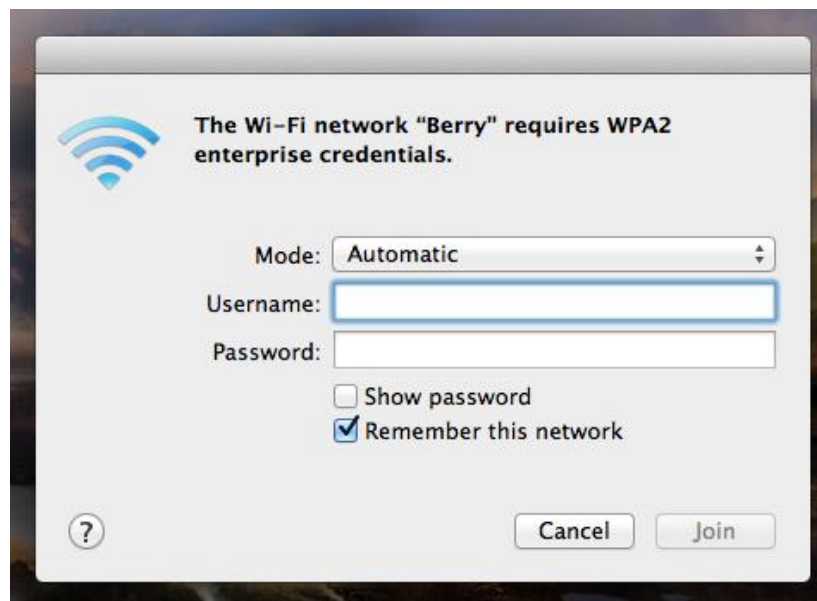 The Wi-Fi network “Berry” requires WPA2
enterprise credentials.
Mode: Automatic
Username:
Password:
Show password
Remember this network
? Cancel Join